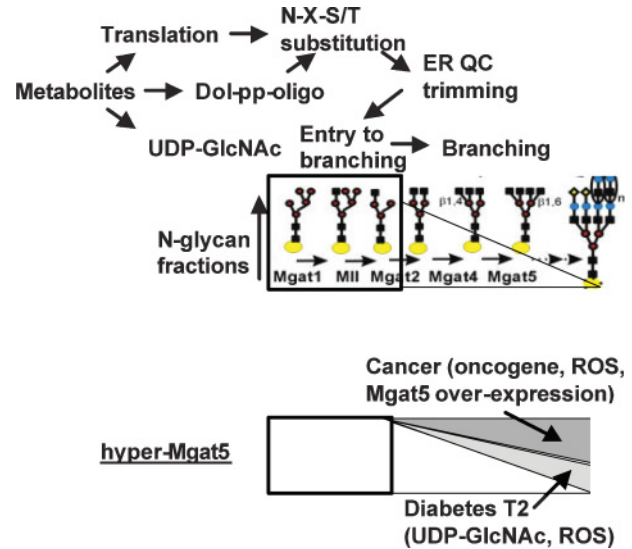 N-X-S/T
Translation
substitution
ER QC
Metabolites
Dol-pp-oligo
trimming
UDP-GlcNAc
Entry to
branching
Branching
β1,4
β1,6
n
N-glycan
fractions
Mgat1
MII
Mgat2
Mgat4
Mgat5
Cancer (oncogene, ROS,
Mgat5 over-expression)
hyper-Mgat5
Diabetes T2
(UDP-GlcNAc, ROS)